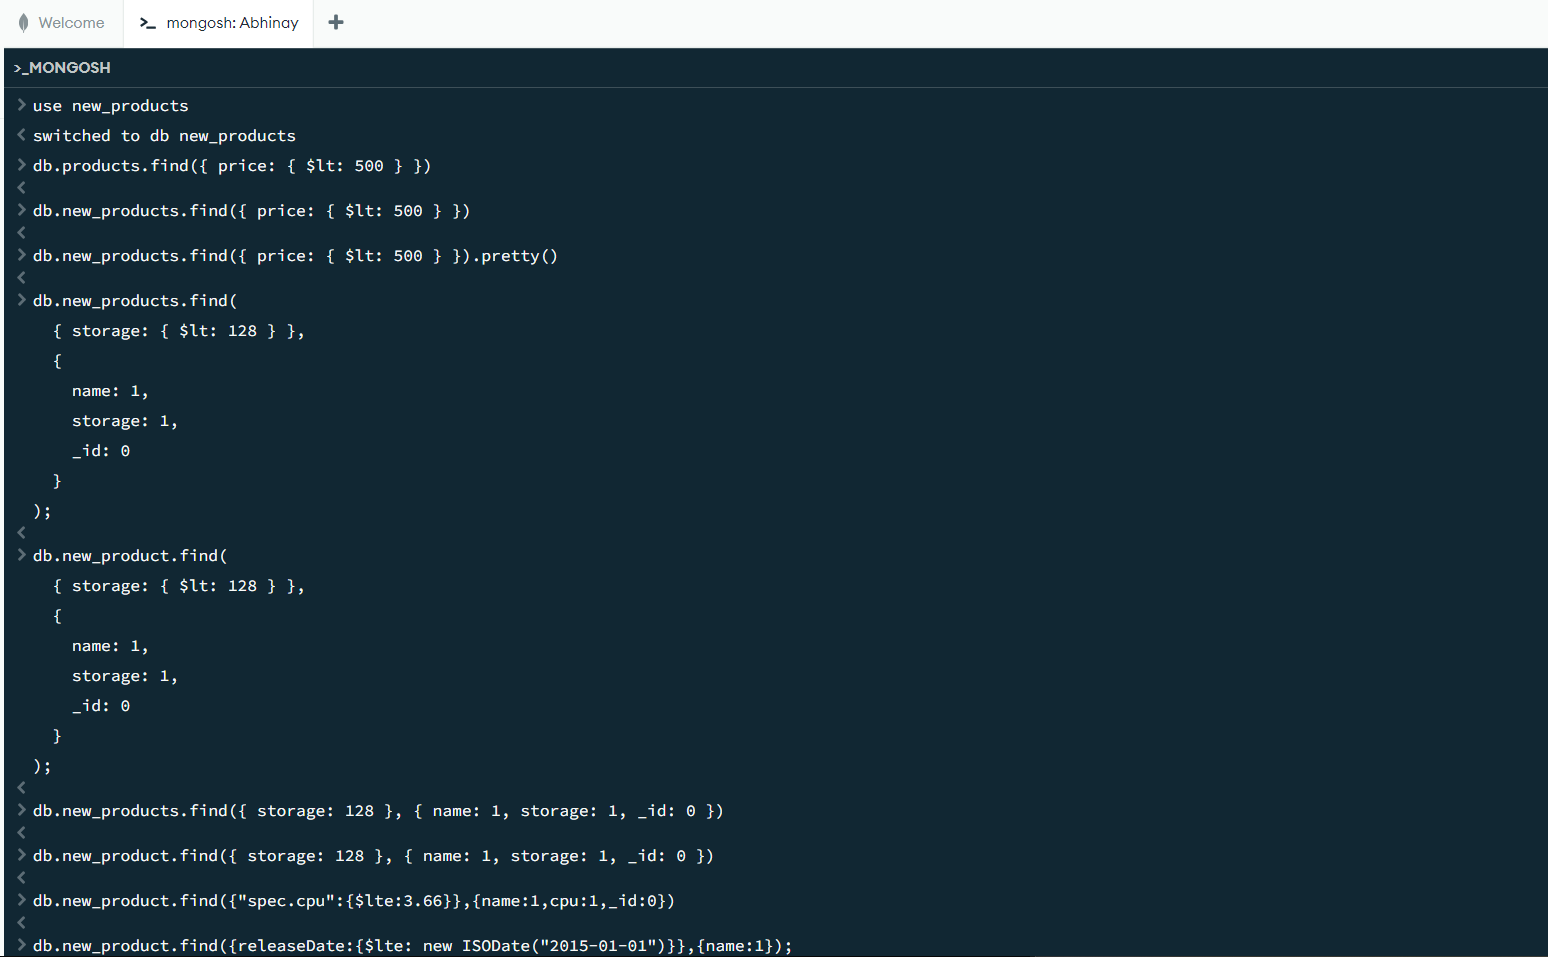 Welcome
>_ mongosh: Abhinay +
>_MONGOSH
> use new_products
< switched to db new_products
> db.products.find({ price: { $lt: 500 } })
<
> db.new_products.find({ price: { $lt: 500 } })
<
> db.new_products.find({ price: { $lt: 500 } }).pretty()
<
> db.new_products.find(
{ storage: { $lt: 128 } },
{
name: 1,
storage: 1,
_id: 0
}
);
<
> db.new_product.find(
{ storage: { $lt: 128 } },
{
name: 1,
storage: 1,
_id: 0
}
);
<
> db.new_products.find({ storage: 128 }, { name: 1, storage: 1, _id: 0 })
<
> db.new_product.find({ storage: 128 }, { name: 1, storage: 1, _id: 0 })
<
> db.new_product.find({"spec.cpu":{$lte:3.66}},{name:1,cpu:1,_id:0})
<
> db.new_product.find({releaseDate:{$lte: new ISODate("2015-01-01")}},{name:1});